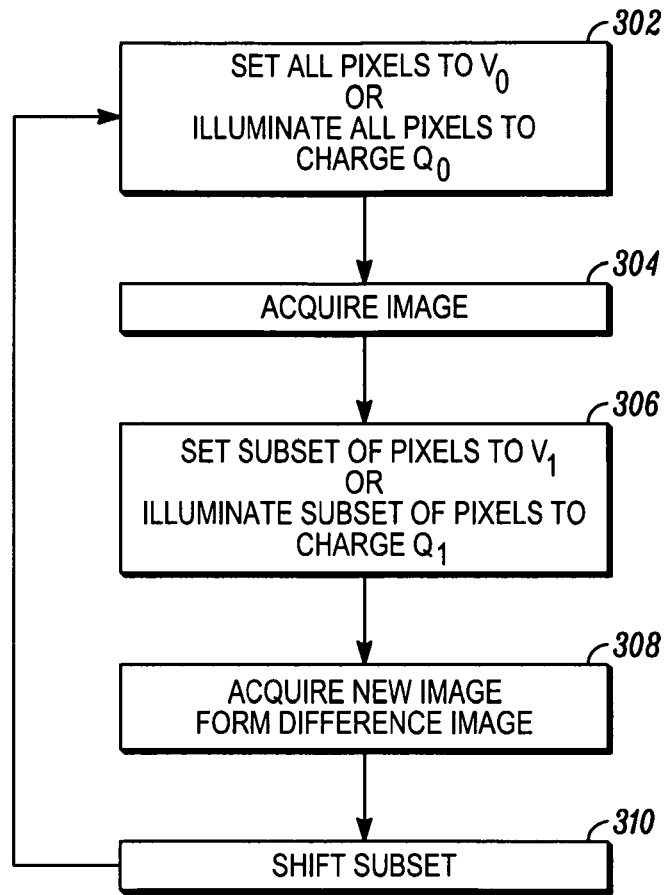 302
SET ALL PIXELS TO V0
OR
ILLUMINATE ALL PIXELS TO
CHARGE Q0
304
ACQUIRE IMAGE
306
SET SUBSET OF PIXELS TO V1
OR
ILLUMINATE SUBSET OF PIXELS TO
CHARGE Q1
308
ACQUIRE NEW IMAGE
FORM DIFFERENCE IMAGE
310
SHIFT SUBSET